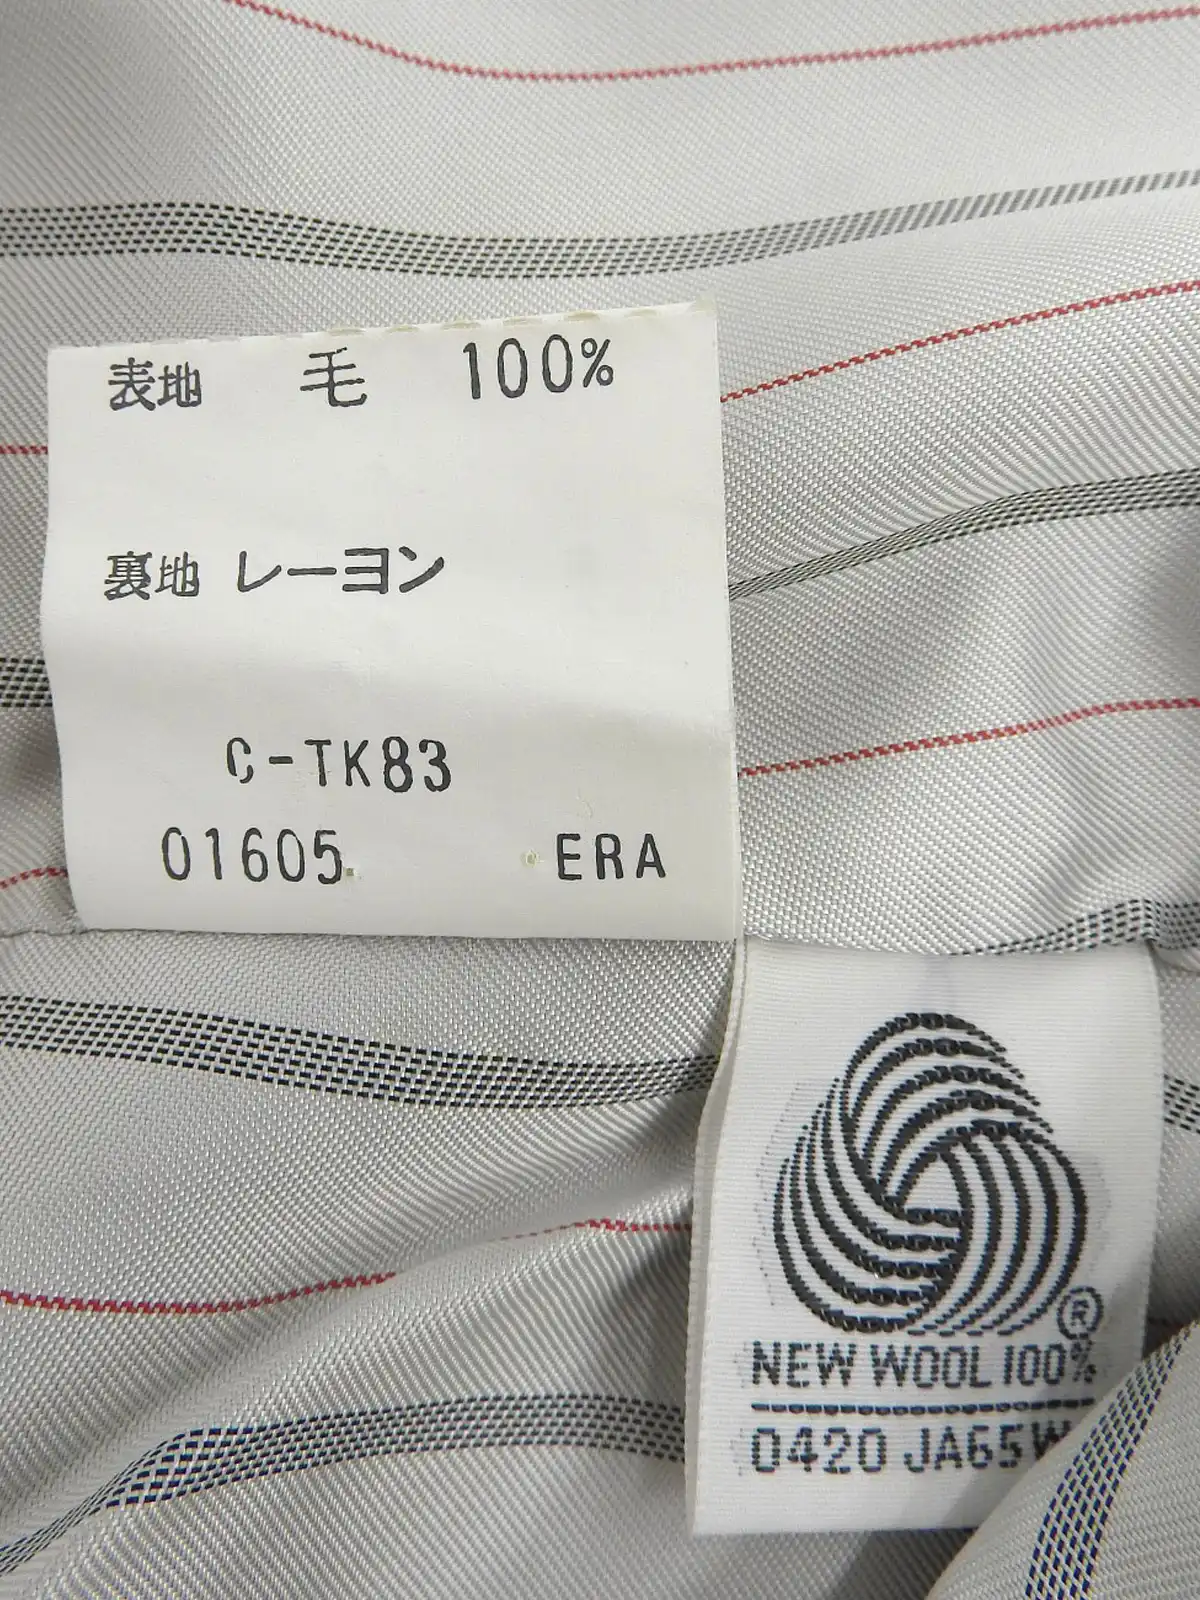 表地 毛 100%
裏地 レーヨン
C-TK83
01605. ERA
®
NEW WOOL 100%
0420 JA65W